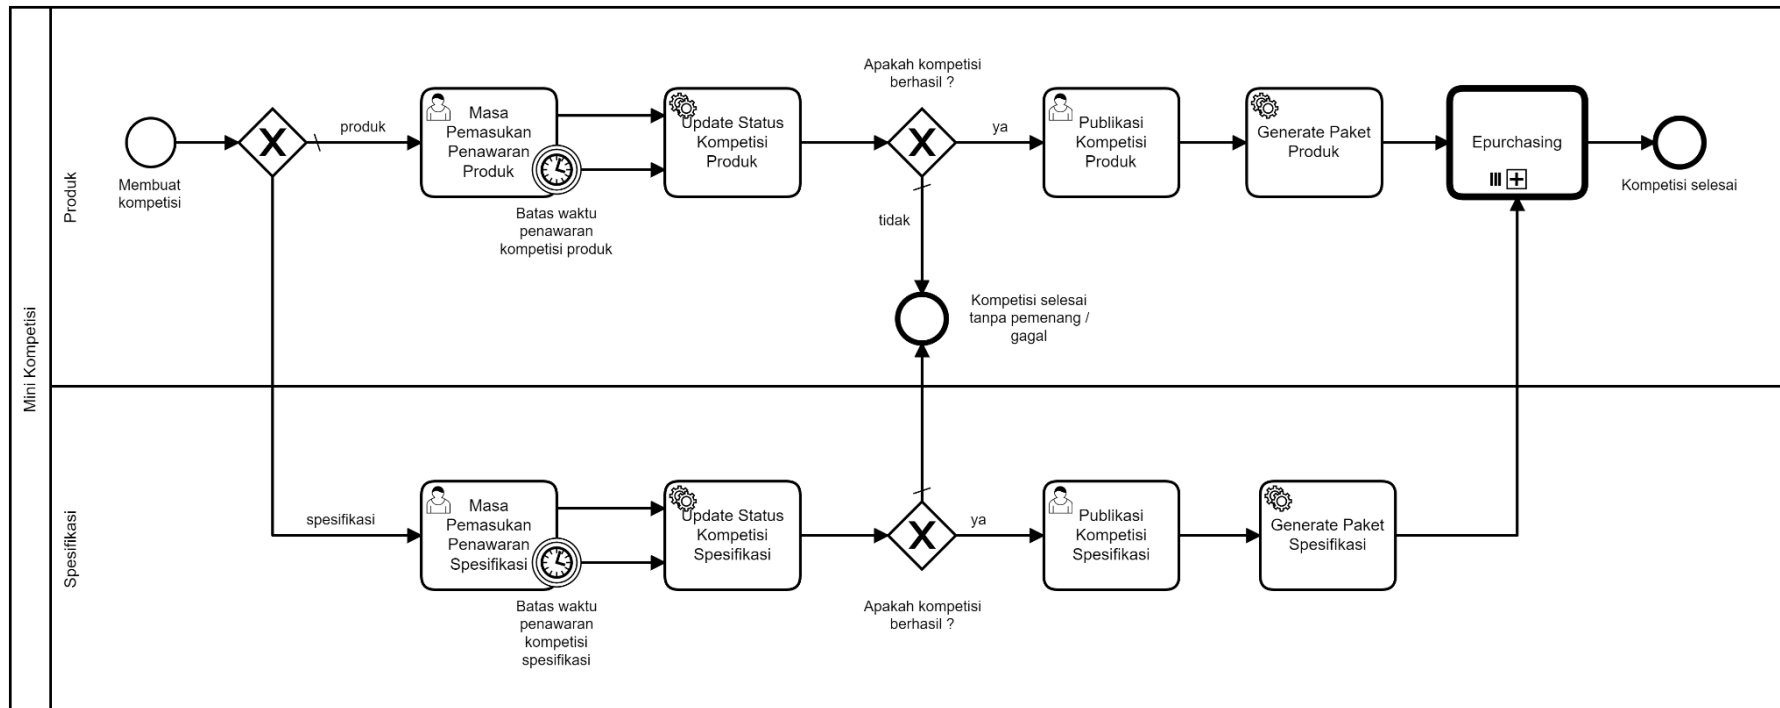 Mini Kompetisi
Produk
Membuat
kompetisi
produk
Masa
Pemasukan
Penawaran
Produk
Batas waktu
penawaran
kompetisi produk
Update Status
Kompetisi
Produk
Apakah kompetisi
berhasil ?
ya
tidak
Publikasi
Kompetisi
Produk
Generate Paket
Produk
Epurchasing
Kompetisi selesai
Kompetisi selesai
tanpa pemenang /
gagal
Spesifikasi
spesifikasi
Masa
Pemasukan
Penawaran
Spesifikasi
Batas waktu
penawaran
kompetisi
spesifikasi
Update Status
Kompetisi
Spesifikasi
Apakah kompetisi
berhasil ?
ya
Publikasi
Kompetisi
Spesifikasi
Generate Paket
Spesifikasi